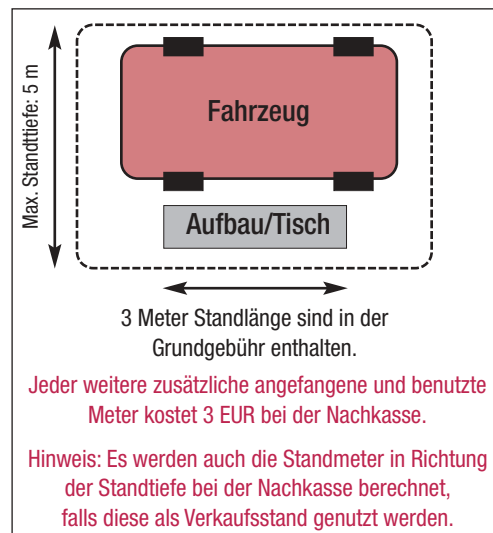 Max. Standttiefe: 5 m
Fahrzeug
Aufbau/Tisch
3 Meter Standlänge sind in der
Grundgebühr enthalten.
Jeder weitere zusätzliche angefangene und benutzte
Meter kostet 3 EUR bei der Nachkasse.
Hinweis: Es werden auch die Standmeter in Richtung
der Standtiefe bei der Nachkasse berechnet,
falls diese als Verkaufsstand genutzt werden.